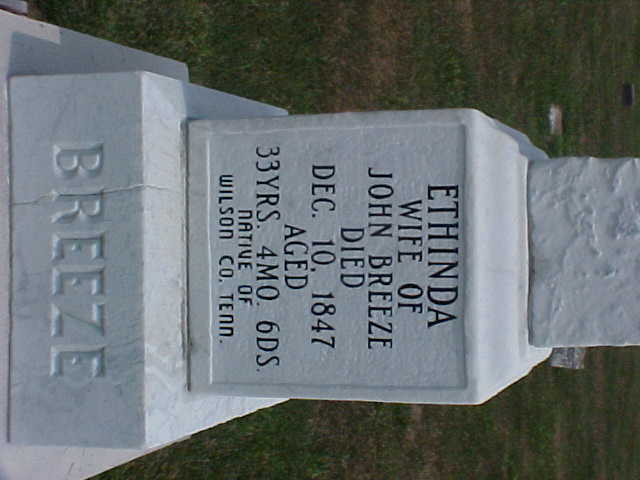 ETHINDA
WIFE OF
JOHN BREEZE
DIED
DEC. 10, 1847
AGED
33YRS. 4MO. 6DS.
NATIVE OF
WILSON CO. TENN.
BREEZE